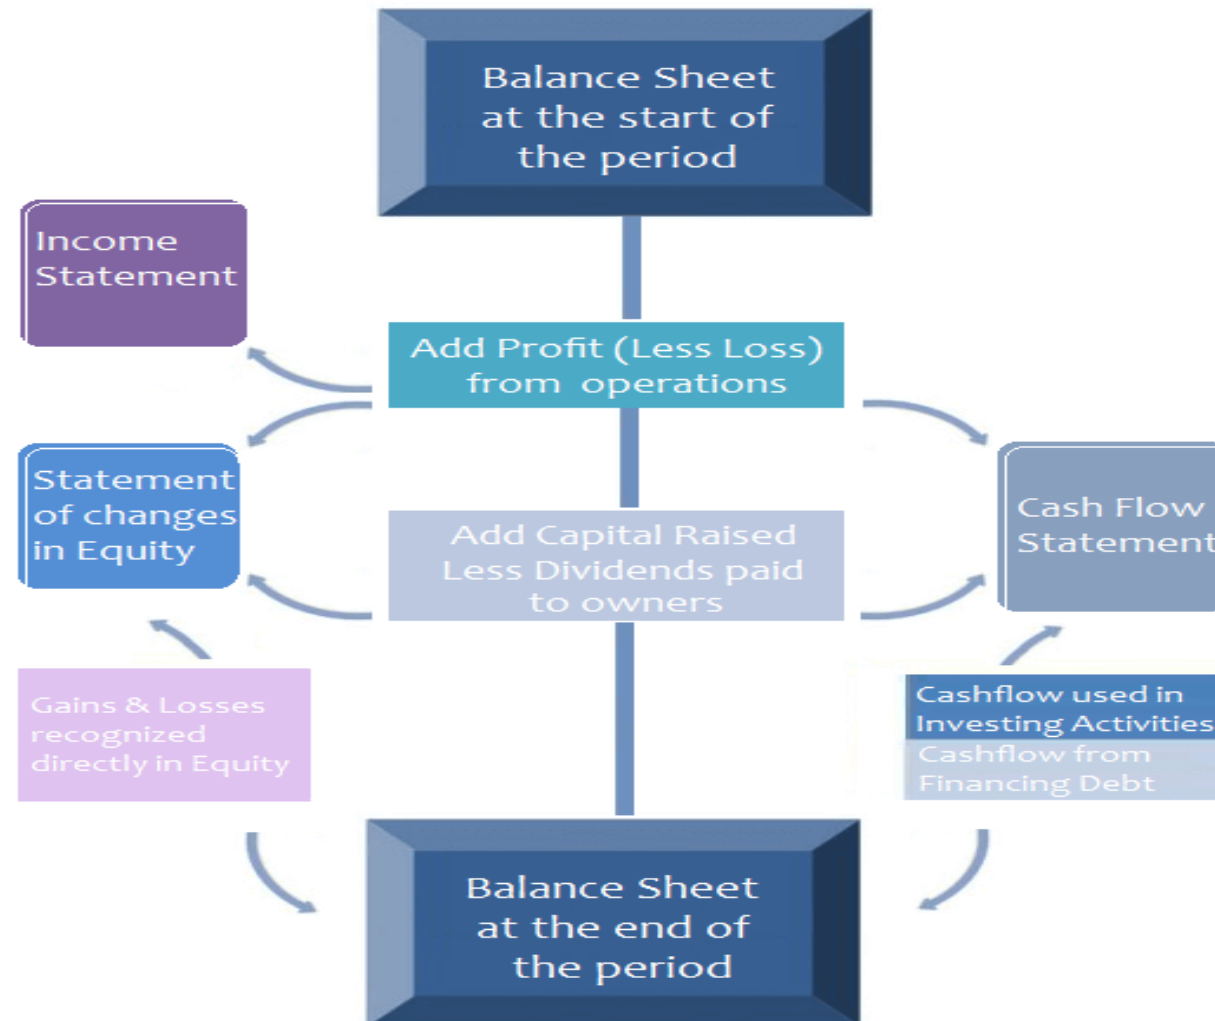 Balance Sheet
at the start of
the period
Income
Statement
Add Profit (Less Loss)
from operations
Statement
of changes
in Equity
Add Capital Raised
Less Dividends paid
to owners
Cash Flow
Statement
Gains & Losses
recognized
directly in Equity
Cashflow used in
Investing Activities
Cashflow from
Financing Debt
Balance Sheet
at the end of
the period